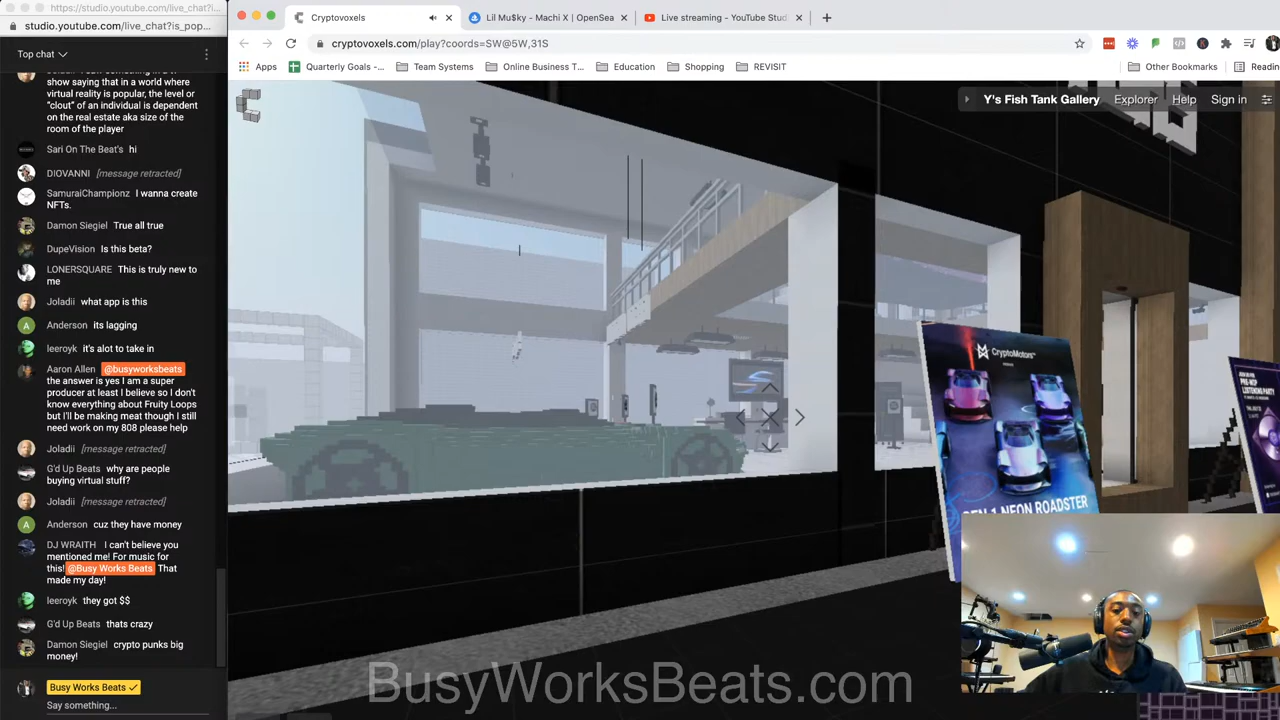 https://studio.youtube.com/live_chat?i
studio.youtube.com/live_chat?is_pop...
Top chat
show saying that in a world where
virtual reality is popular, the level or
"clout" of an individual is dependent
on the real estate aka size of the
room of the player
Sari On The Beat's hi
DIOVANNI [message retracted]
SamuraiChampionz I wanna create
NFTs.
Damon Siegiel True all true
DupeVision Is this beta?
LONERSQUARE This is truly new to
me
Joladii what app is this
Anderson its lagging
leeroyk it's alot to take in
Aaron Allen @busyworksbeats
the answer is yes I am a super
producer at least I believe so I don't
know everything about Fruity Loops
but I'll be making meat though I still
need work on my 808 please help
Joladii [message retracted]
G'd Up Beats why are people
buying virtual stuff?
Joladii [message retracted]
Anderson cuz they have money
DJ WRAITH I can't believe you
mentioned me! For music for
this! @Busy Works Beats That
made my day!
leeroyk they got $$
G'd Up Beats thats crazy
Damon Siegiel crypto punks big
money!
Busy Works Beats
Say something...
Cryptovoxels
Lil Mu$ky - Machi X | OpenSea
Live streaming - YouTube Stud
cryptovoxels.com/play?coords=SW@5W,31S
Apps
Quarterly Goals -...
Team Systems
Online Business T...
Education
Shopping
REVISIT
Other Bookmarks
Readin
Y's Fish Tank Gallery
Explorer
Help
Sign in
CryptoMotors
GEN 1 NEON ROADSTER
LISTENING PARTY
BusyWorksBeats.com